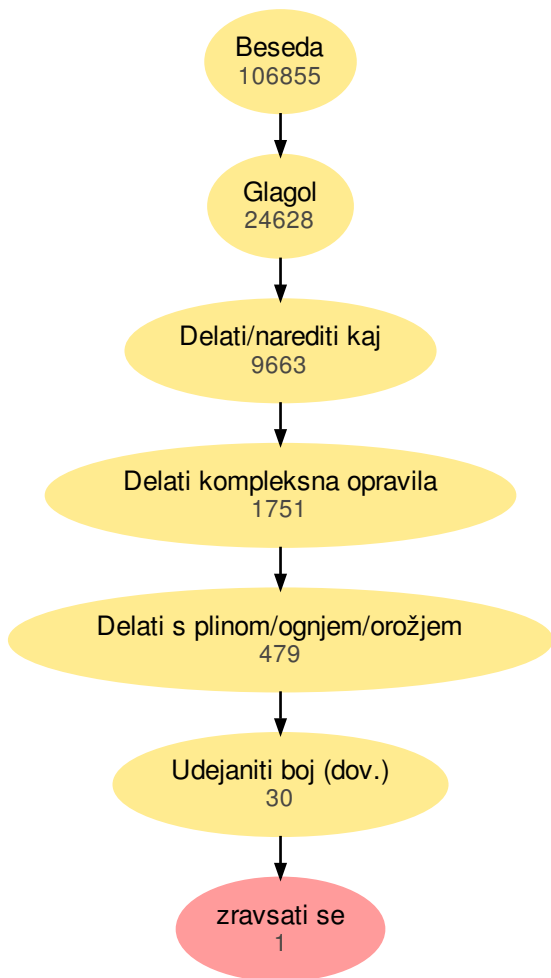 Beseda
106855
Glagol
24628
Delati/narediti kaj
9663
Delati kompleksna opravila
1751
Delati s plinom/ognjem/orožjem
479
Udejaniti boj (dov.)
30
zravsati se
1